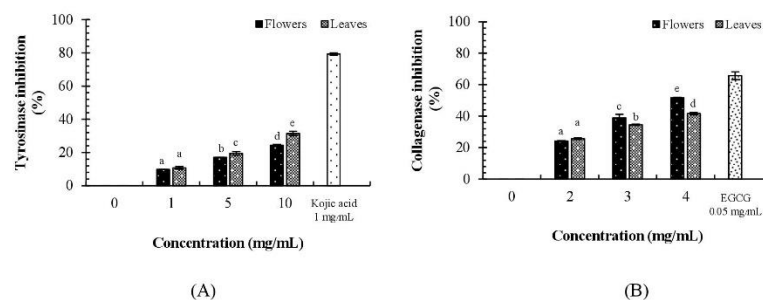 Flowers Leaves
Tyrosinase inhibition
(%)
100
80
60
40
20
0
a a
b c
d e
0 1 5 10 Kojic acid
1 mg/mL
Concentration (mg/mL)
(A)
Flowers Leaves
Collagenase inhibition
(%)
100
80
60
40
20
0
a a
c b
e d
0 2 3 4 EGCG
0.05 mg/mL
Concentration (mg/mL)
(B)